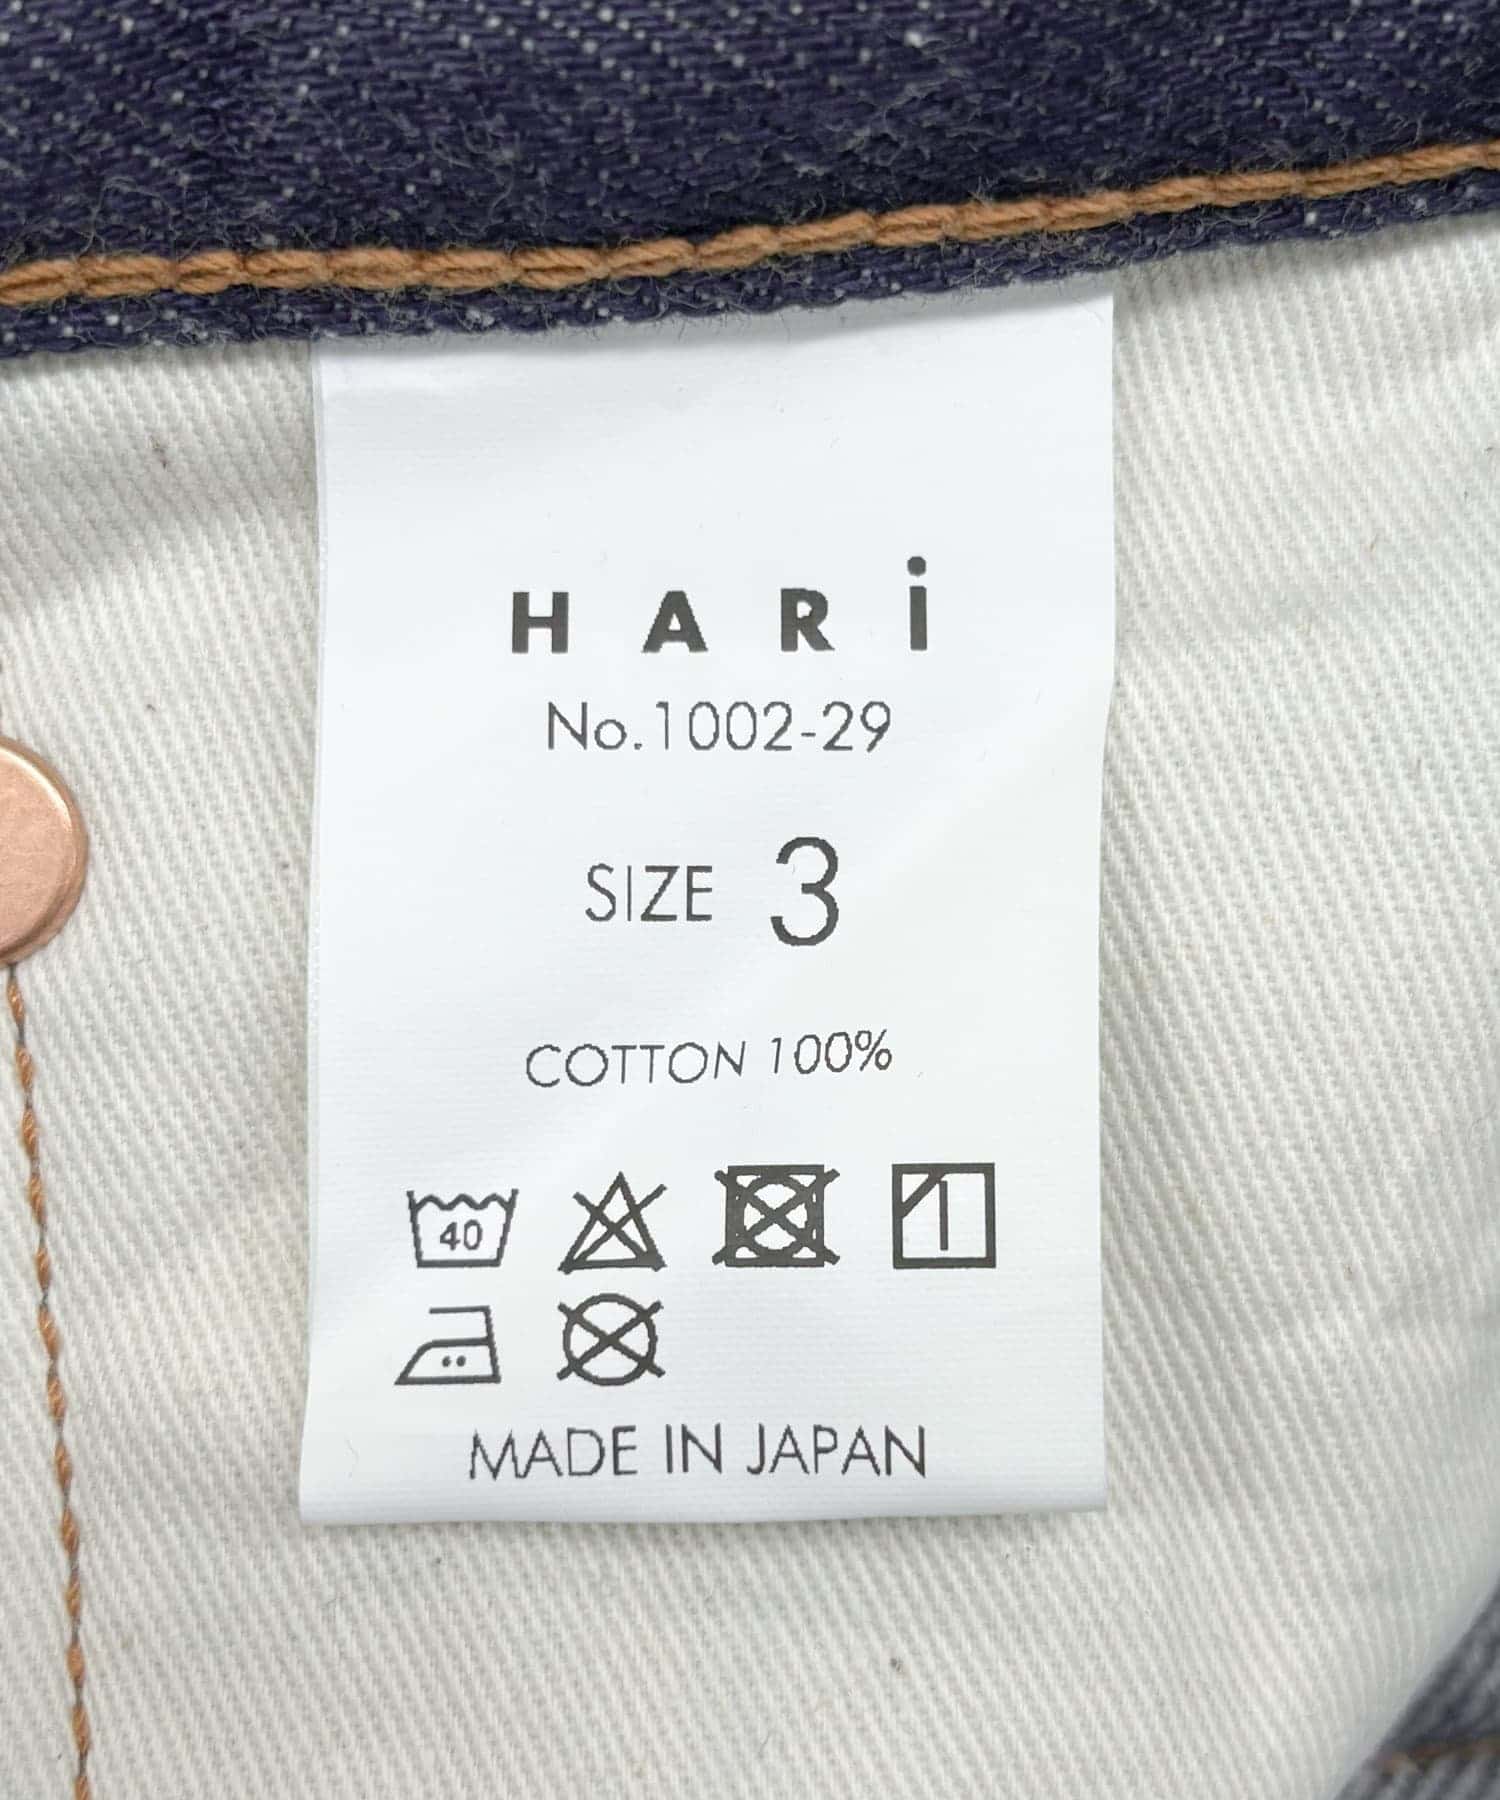 HARi
No.1002-29
SIZE 3
COTTON 100%
40
MADE IN JAPAN